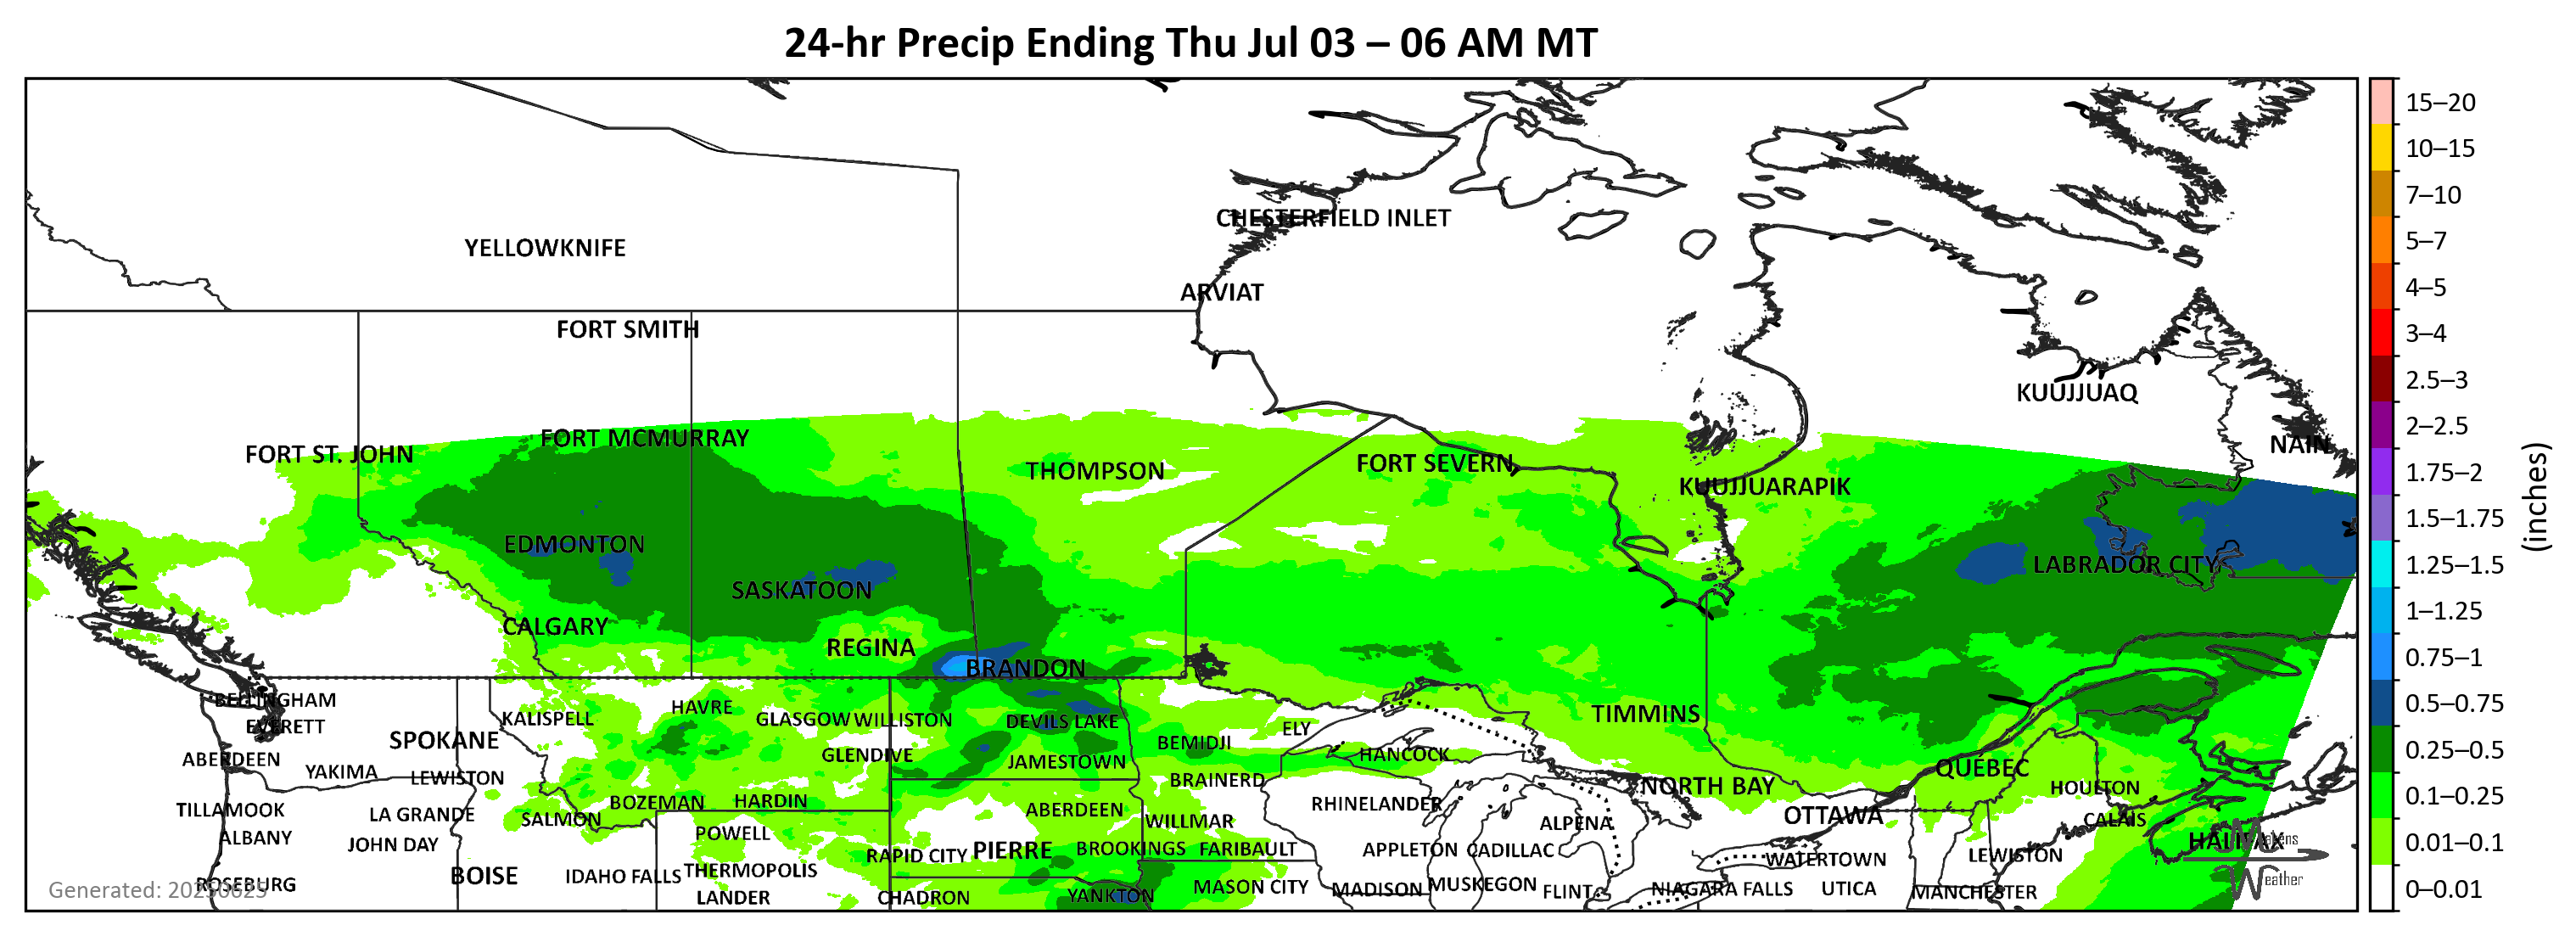 24-hr Precip Ending Thu Jul 03 – 06 AM MT
15–20
10–15
7–10
5–7
4–5
3–4
2.5–3
2–2.5
1.75–2
1.5–1.75
1.25–1.5
1–1.25
0.75–1
0.5–0.75
0.25–0.5
0.1–0.25
0.01–0.1
0–0.01
(inches)
CHESTERFIELD INLET
YELLOWKNIFE
ARVIAT
FORT SMITH
KUUJJUAQ
FORT MCMURRAY
NAIN
FORT ST. JOHN
THOMPSON
FORT SEVERN
KUUJJUARAPIK
EDMONTON
LABRADOR CITY
SASKATOON
CALGARY
REGINA
BRANDON
BELLINGHAM
HAVRE
KALISPELL
GLASGOW
WILLISTON
DEVILS LAKE
TIMMINS
EVERETT
ELY
SPOKANE
BEMIDJI
ABERDEEN
GLENDIVE
JAMESTOWN
HANCOCK
QUÉBEC
YAKIMA
LEWISTON
BRAINERD
NORTH BAY
HOULTON
TILLAMOOK
LA GRANDE
BOZEMAN
HARDIN
ABERDEEN
RHINELANDER
OTTAWA
SALMON
WILLMAR
ALPENA
CALAIS
ALBANY
JOHN DAY
POWELL
HALIFAX
RAPID CITY
PIERRE
BROOKINGS
FARIBAULT
APPLETON
CADILLAC
WATERTOWN
LEWISTON
ROSEBURG
BOISE
IDAHO FALLS
THERMOPOLIS
MASON CITY
MADISON
MUSKEGON
FLINT
NIAGARA FALLS
UTICA
MANCHESTER
LANDER
CHADRON
YANKTON
Generated: 20250625
Weather